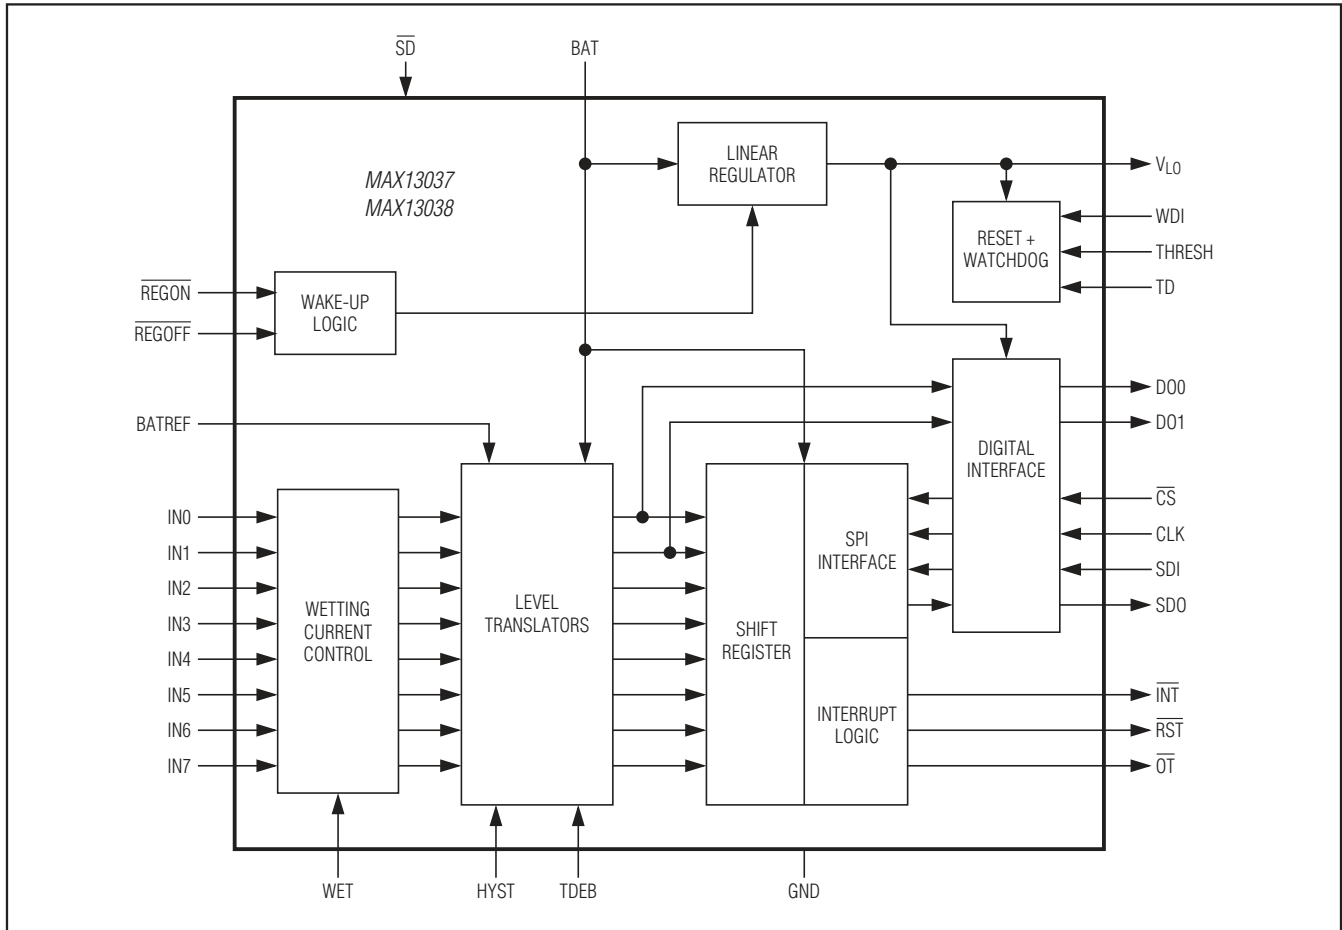 SD
BAT
MAX13037
MAX13038
LINEAR
REGULATOR
VLO
WDI
THRESH
TD
RESET +
WATCHDOG
REGON
REGOFF
WAKE-UP
LOGIC
BATREF
DO0
DO1
DIGITAL
INTERFACE
CS
CLK
SDI
SDO
IN0
IN1
IN2
IN3
IN4
IN5
IN6
IN7
WETTING
CURRENT
CONTROL
LEVEL
TRANSLATORS
SHIFT
REGISTER
SPI
INTERFACE
INTERRUPT
LOGIC
INT
RST
OT
WET
HYST
TDEB
GND